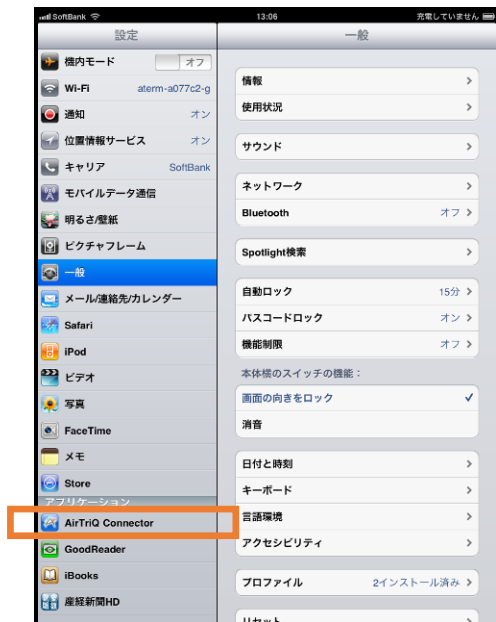 SoftBank
13:06
充電していません
設定
一般
機内モード オフ
Wi-Fi aterm-a077c2-g
通知 オン
位置情報サービス オン
キャリア SoftBank
モバイルデータ通信
明るさ/壁紙
ピクチャフレーム
一般
メール/連絡先/カレンダー
Safari
iPod
ビデオ
写真
FaceTime
メモ
Store
アプリケーション
AirTriQ Connector
GoodReader
iBooks
産経新聞HD
情報
使用状況
サウンド
ネットワーク
Bluetooth オフ
Spotlight検索
自動ロック 15分
パスコードロック オン
機能制限 オフ
本体横のスイッチの機能：
画面の向きをロック
消音
日付と時刻
キーボード
言語環境
アクセシビリティ
プロファイル 2インストール済み
リセット